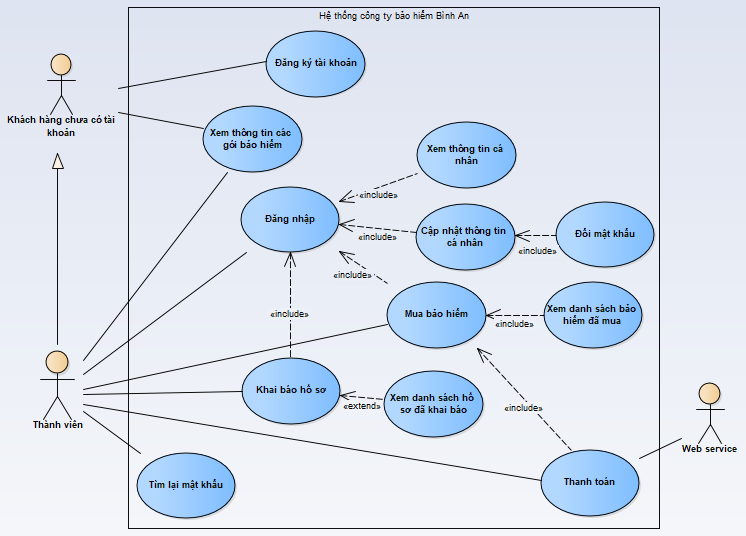 Hệ thống công ty bảo hiểm Bình An
Đăng ký tài khoản
Khách hàng chưa có tài
khoản
Xem thông tin các
gói bảo hiểm
Xem thông tin cá
nhân
«include»
Đăng nhập
Cập nhật thông tin
cá nhân
«include»
Đổi mật khẩu
«include»
«include»
«include»
Mua bảo hiểm
Xem danh sách bảo
hiểm đã mua
«include»
Thành viên
Khai báo hồ sơ
Xem danh sách hồ
sơ đã khai báo
«extend»
«include»
Web service
Tìm lại mật khẩu
Thanh toán